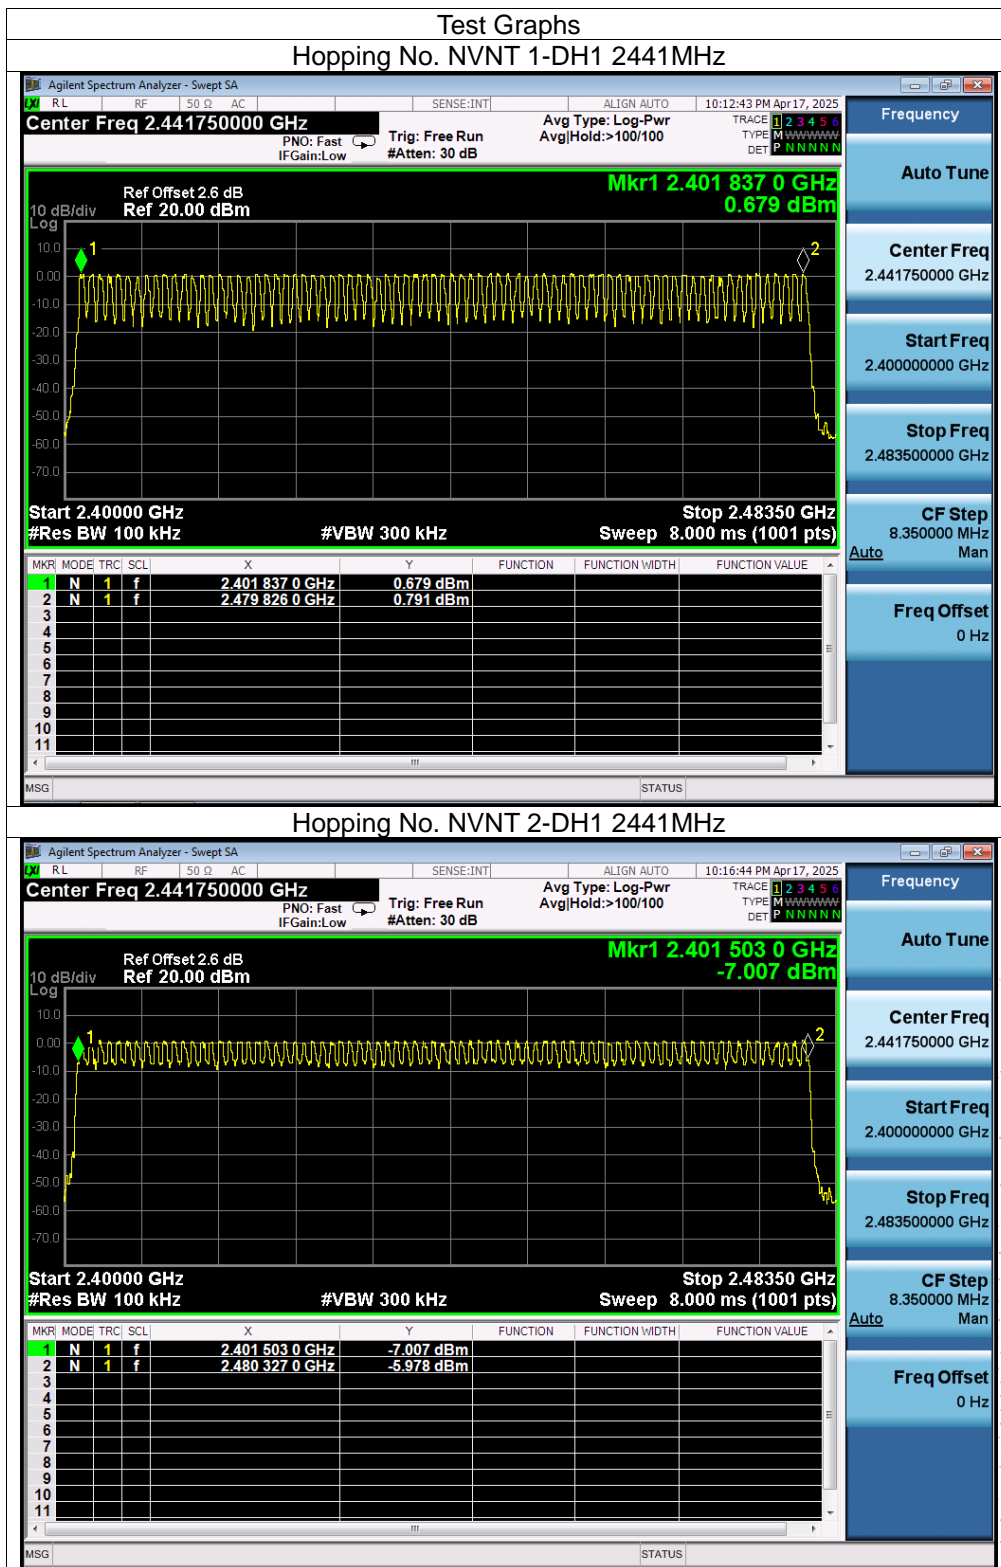 Test Graphs
Hopping No. NVNT 1-DH1 2441MHz
Agilent Spectrum Analyzer - Swept SA
LXI RL RF 50 Ω AC SENSE:INT ALIGN AUTO 10:12:43 PM Apr 17, 2025
Center Freq 2.441750000 GHz Avg Type: Log-Pwr TRACE 1 2 3 4 5 6
PNO: Fast Trig: Free Run Avg|Hold:>100/100 TYPE M WWWWW
IFGain:Low #Atten: 30 dB DET P N N N N N
Mkr1 2.401 837 0 GHz
Ref Offset 2.6 dB
10 dB/div Ref 20.00 dBm 0.679 dBm
Log
10.0
1
2
0.00
-10.0
-20.0
-30.0
-40.0
-50.0
-60.0
-70.0
Start 2.40000 GHz Stop 2.48350 GHz
#Res BW 100 kHz #VBW 300 kHz Sweep 8.000 ms (1001 pts)
MKR MODE TRC SCL X Y FUNCTION FUNCTION WIDTH FUNCTION VALUE
1 N 1 f 2.401 837 0 GHz 0.679 dBm
2 N 1 f 2.479 826 0 GHz 0.791 dBm
3
4
5
6
7
8
9
10
11
MSG STATUS
Frequency
Auto Tune
Center Freq
2.441750000 GHz
Start Freq
2.400000000 GHz
Stop Freq
2.483500000 GHz
CF Step
8.350000 MHz
Auto Man
Freq Offset
0 Hz
Hopping No. NVNT 2-DH1 2441MHz
Agilent Spectrum Analyzer - Swept SA
LXI RL RF 50 Ω AC SENSE:INT ALIGN AUTO 10:16:44 PM Apr 17, 2025
Center Freq 2.441750000 GHz Avg Type: Log-Pwr TRACE 1 2 3 4 5 6
PNO: Fast Trig: Free Run Avg|Hold:>100/100 TYPE M WWWWW
IFGain:Low #Atten: 30 dB DET P N N N N N
Mkr1 2.401 503 0 GHz
Ref Offset 2.6 dB
10 dB/div Ref 20.00 dBm -7.007 dBm
Log
10.0
1
2
0.00
-10.0
-20.0
-30.0
-40.0
-50.0
-60.0
-70.0
Start 2.40000 GHz Stop 2.48350 GHz
#Res BW 100 kHz #VBW 300 kHz Sweep 8.000 ms (1001 pts)
MKR MODE TRC SCL X Y FUNCTION FUNCTION WIDTH FUNCTION VALUE
1 N 1 f 2.401 503 0 GHz -7.007 dBm
2 N 1 f 2.480 327 0 GHz -5.978 dBm
3
4
5
6
7
8
9
10
11
MSG STATUS
Frequency
Auto Tune
Center Freq
2.441750000 GHz
Start Freq
2.400000000 GHz
Stop Freq
2.483500000 GHz
CF Step
8.350000 MHz
Auto Man
Freq Offset
0 Hz